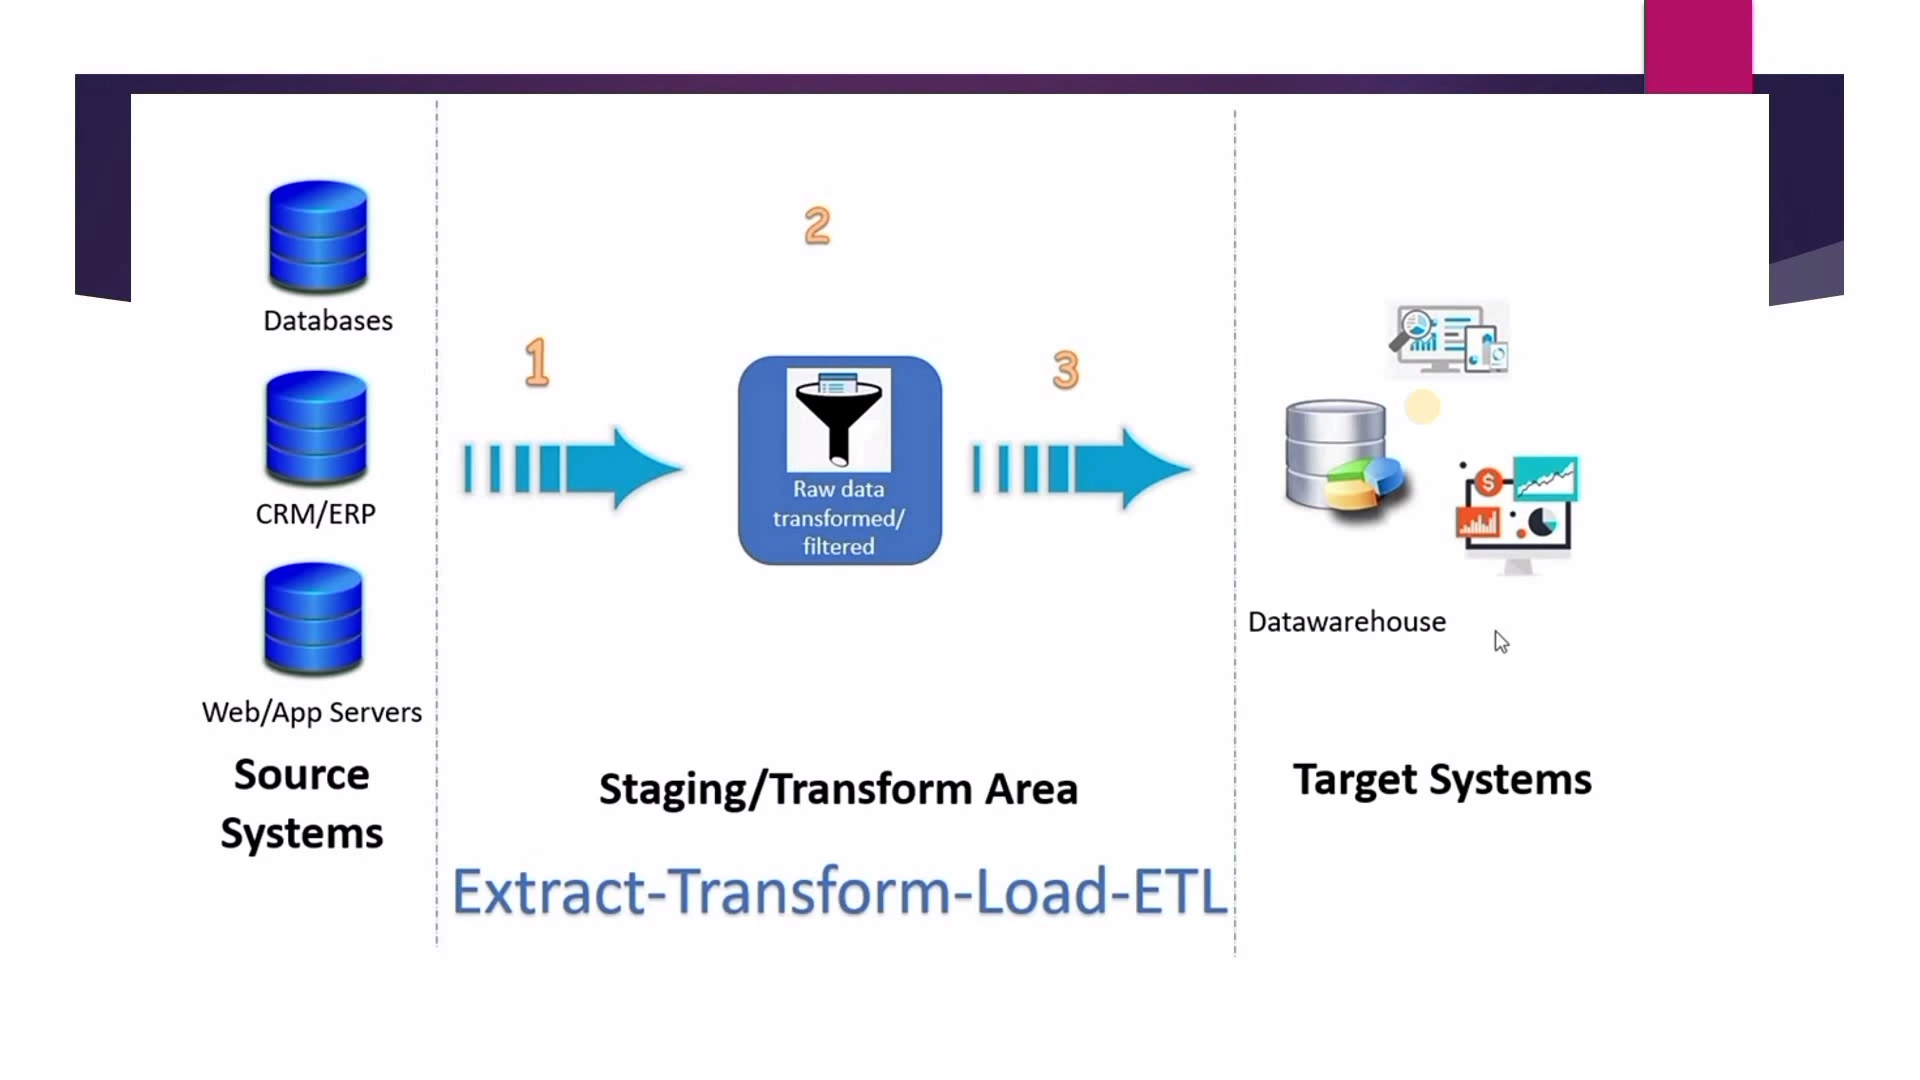 Databases
CRM/ERP
Web/App Servers
Source
Systems
1
2
3
Raw data
transformed/
filtered
Staging/Transform Area
Extract-Transform-Load-ETL
$
Datawarehouse
Target Systems